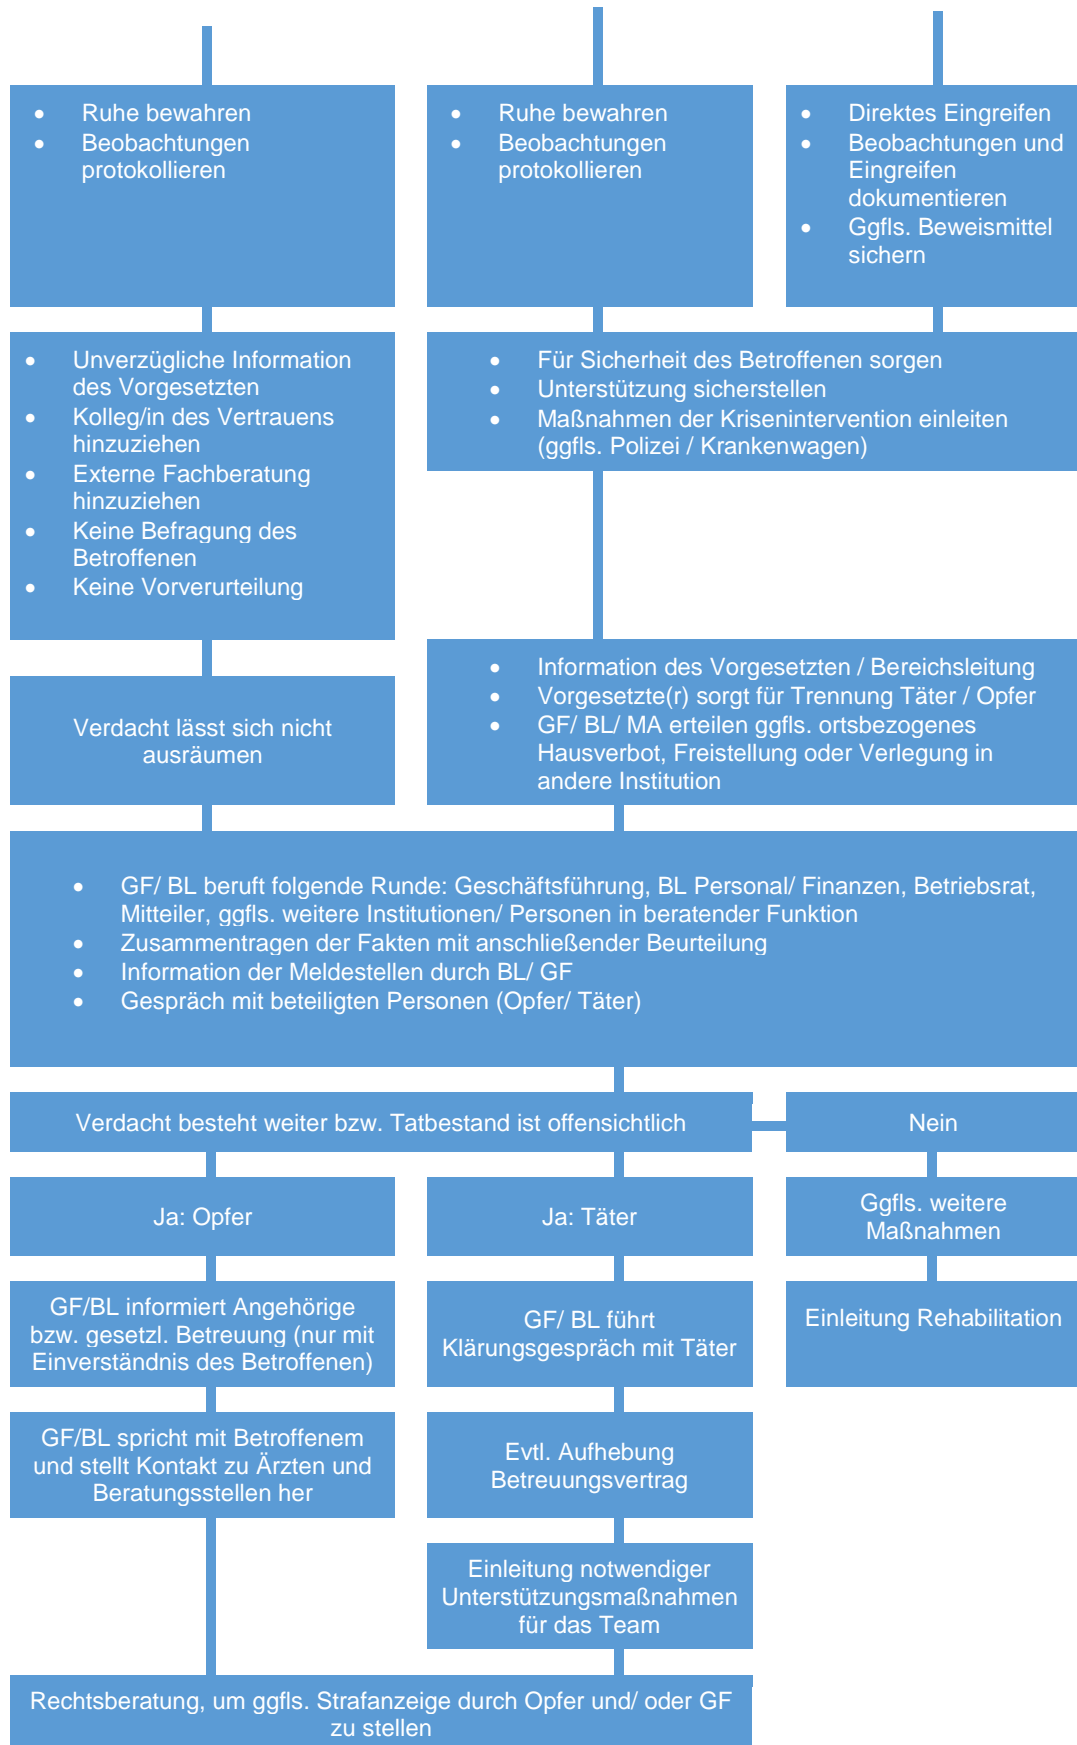 • Ruhe bewahren
• Beobachtungen
protokollieren
• Ruhe bewahren
• Beobachtungen
protokollieren
• Direktes Eingreifen
• Beobachtungen und
Eingreifen
dokumentieren
• Ggfls. Beweismittel
sichern
• Unverzügliche Information
des Vorgesetzten
• Kolleg/in des Vertrauens
hinzuziehen
• Externe Fachberatung
hinzuziehen
• Keine Befragung des
Betroffenen
• Keine Vorverurteilung
• Für Sicherheit des Betroffenen sorgen
• Unterstützung sicherstellen
• Maßnahmen der Krisenintervention einleiten
(ggfls. Polizei / Krankenwagen)
Verdacht lässt sich nicht
ausräumen
• Information des Vorgesetzten / Bereichsleitung
• Vorgesetzte(r) sorgt für Trennung Täter / Opfer
• GF/ BL/ MA erteilen ggfls. ortsbezogenes
Hausverbot, Freistellung oder Verlegung in
andere Institution
• GF/ BL beruft folgende Runde: Geschäftsführung, BL Personal/ Finanzen, Betriebsrat,
Mitteiler, ggfls. weitere Institutionen/ Personen in beratender Funktion
• Zusammentragen der Fakten mit anschließender Beurteilung
• Information der Meldestellen durch BL/ GF
• Gespräch mit beteiligten Personen (Opfer/ Täter)
Verdacht besteht weiter bzw. Tatbestand ist offensichtlich
Nein
Ja: Opfer
Ja: Täter
Ggfls. weitere
Maßnahmen
GF/BL informiert Angehörige
bzw. gesetzl. Betreuung (nur mit
Einverständnis des Betroffenen)
GF/ BL führt
Klärungsgespräch mit Täter
Einleitung Rehabilitation
GF/BL spricht mit Betroffenem
und stellt Kontakt zu Ärzten und
Beratungsstellen her
Evtl. Aufhebung
Betreuungsvertrag
Einleitung notwendiger
Unterstützungsmaßnahmen
für das Team
Rechtsberatung, um ggfls. Strafanzeige durch Opfer und/ oder GF
zu stellen